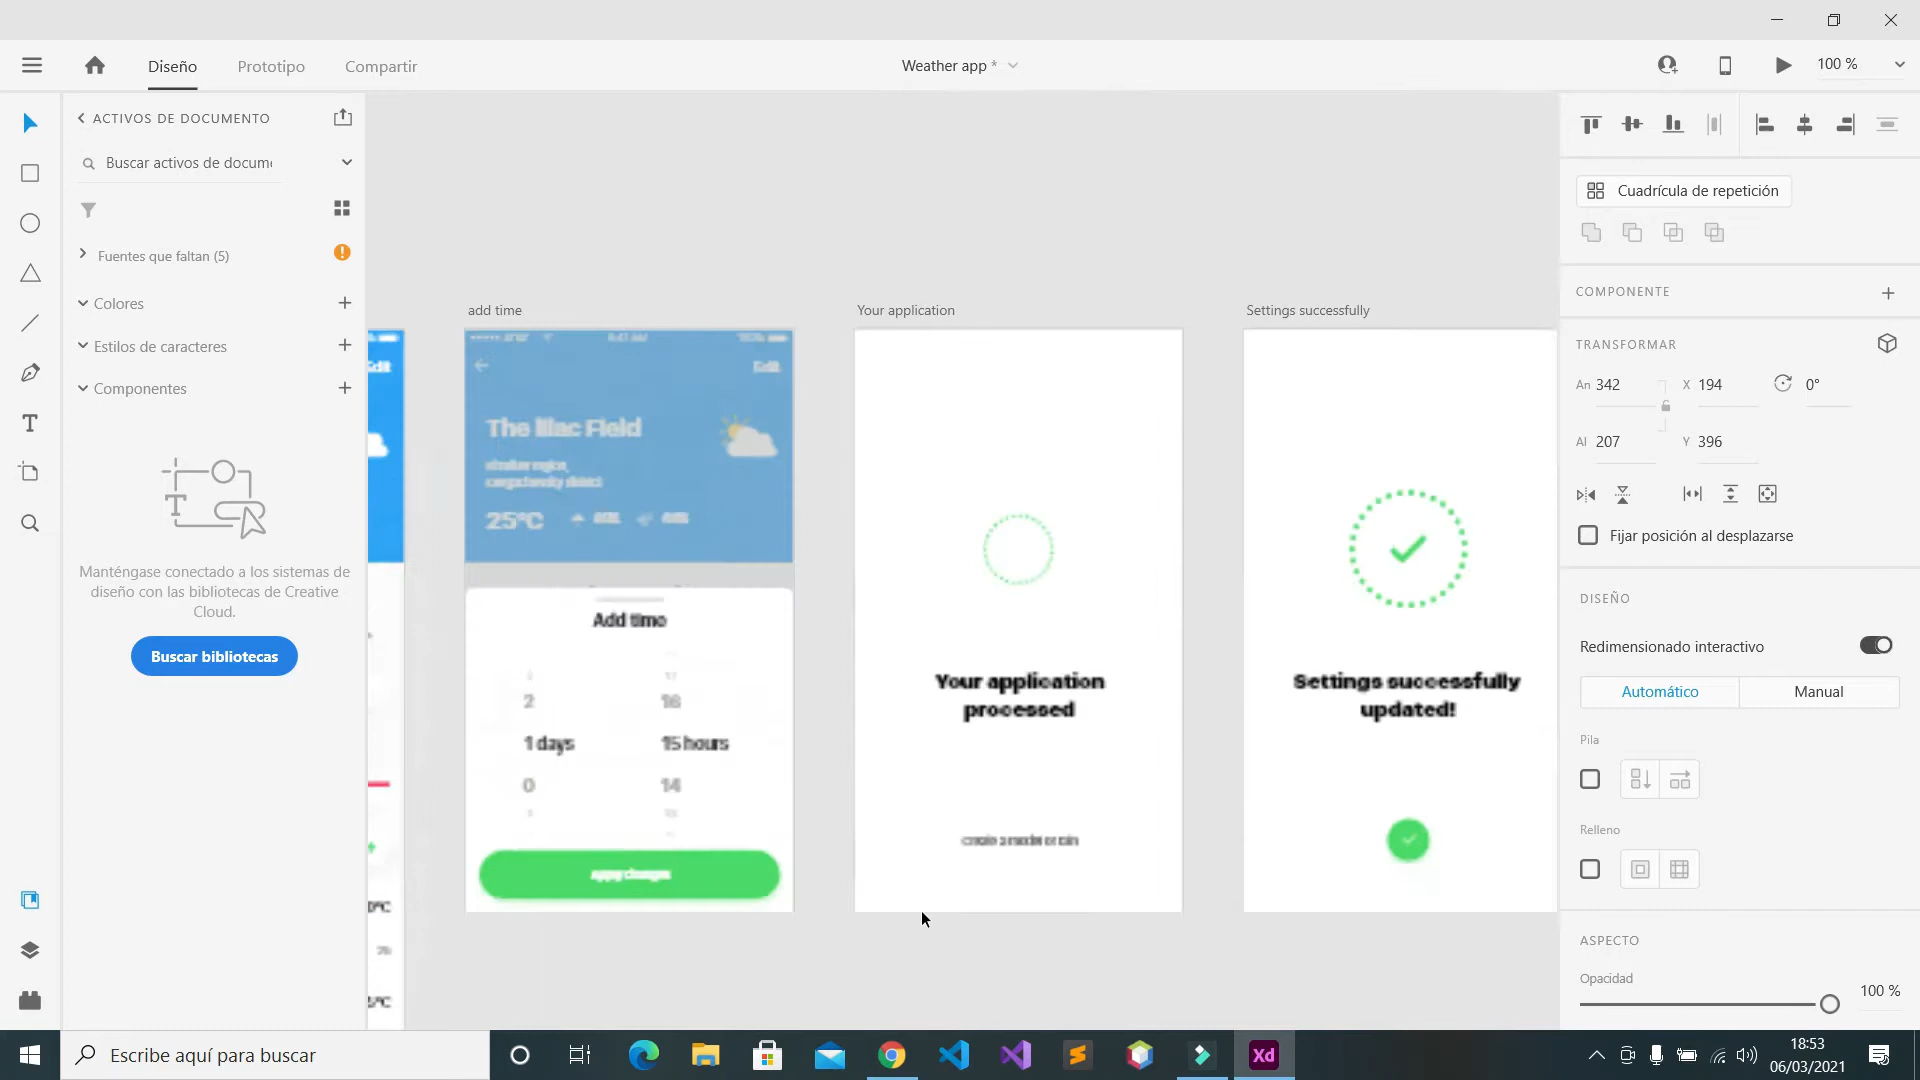 Diseño
Prototipo
Compartir
Weather app *
100 %
ACTIVOS DE DOCUMENTO
Buscar activos de docum
Fuentes que faltan (5)
Colores
Estilos de caracteres
Componentes
Manténgase conectado a los sistemas de
diseño con las bibliotecas de Creative
Cloud.
Buscar bibliotecas
Edit
add time
Edit
The lilac Field
25°C
Add time
2
16
1 days
15 hours
0
14
apply changes
Your application
Your application
processed
Settings successfully
Settings successfully
updated!
Cuadrícula de repetición
COMPONENTE
TRANSFORMAR
An 342
X 194
0°
Al 207
Y 396
Fijar posición al desplazarse
DISEÑO
Redimensionado interactivo
Automático
Manual
Pila
Relleno
ASPECTO
Opacidad
100 %
Escribe aquí para buscar
Xd
18:53
06/03/2021